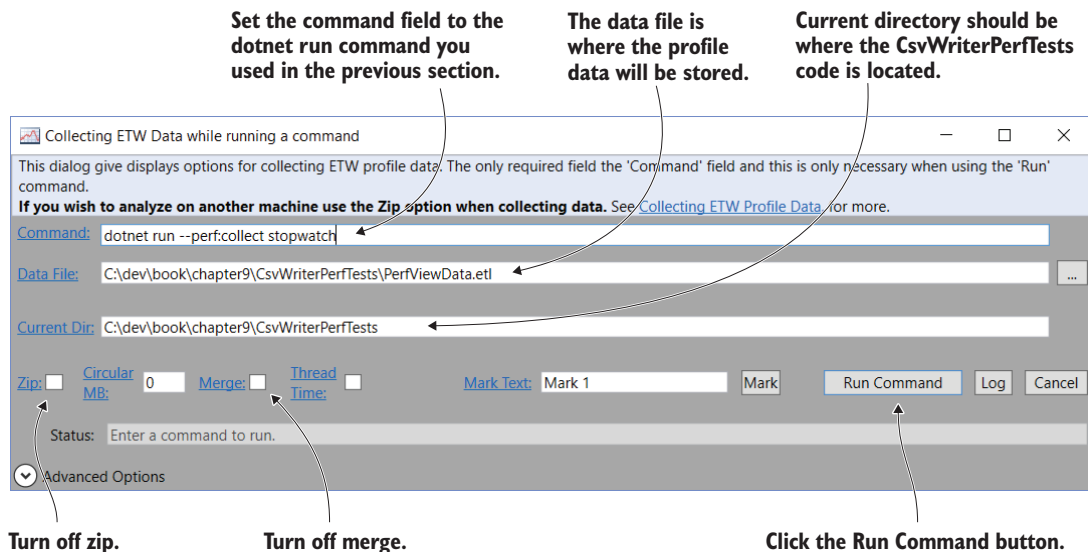 Set the command field to the
dotnet run command you
used in the previous section.
The data file is
where the profile
data will be stored.
Current directory should be
where the CsvWriterPerfTests
code is located.
Collecting ETW Data while running a command
This dialog give displays options for collecting ETW profile data. The only required field the 'Command' field and this is only necessary when using the 'Run'
command.
If you wish to analyze on another machine use the Zip option when collecting data. See Collecting ETW Profile Data for more.
Command: dotnet run --perf:collect stopwatch
Data File: C:\dev\book\chapter9\CsvWriterPerfTests\PerfViewData.etl ...
Current Dir: C:\dev\book\chapter9\CsvWriterPerfTests
Zip: Circular MB: 0 Merge: Thread Time: Mark Text: Mark 1 Mark Run Command Log Cancel
Status: Enter a command to run.
Advanced Options
Turn off zip.
Turn off merge.
Click the Run Command button.